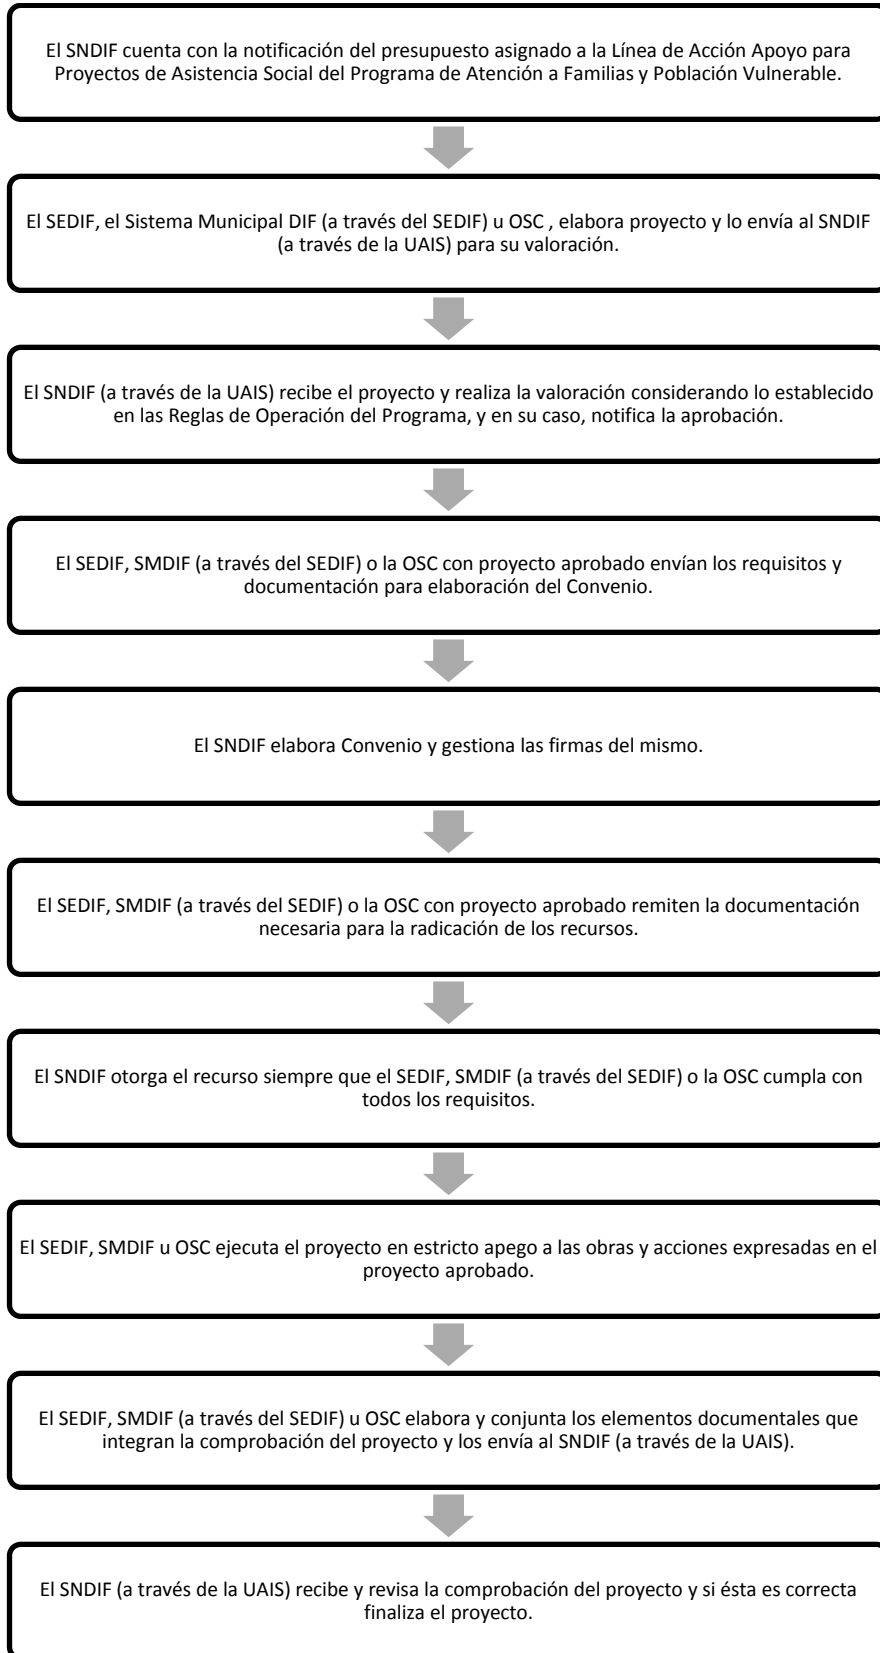 El SNDIF cuenta con la notificación del presupuesto asignado a la Línea de Acción Apoyo para
Proyectos de Asistencia Social del Programa de Atención a Familias y Población Vulnerable.
El SEDIF, el Sistema Municipal DIF (a través del SEDIF) u OSC , elabora proyecto y lo envía al SNDIF
(a través de la UAIS) para su valoración.
El SNDIF (a través de la UAIS) recibe el proyecto y realiza la valoración considerando lo establecido
en las Reglas de Operación del Programa, y en su caso, notifica la aprobación.
El SEDIF, SMDIF (a través del SEDIF) o la OSC con proyecto aprobado envían los requisitos y
documentación para elaboración del Convenio.
El SNDIF elabora Convenio y gestiona las firmas del mismo.
El SEDIF, SMDIF (a través del SEDIF) o la OSC con proyecto aprobado remiten la documentación
necesaria para la radicación de los recursos.
El SNDIF otorga el recurso siempre que el SEDIF, SMDIF (a través del SEDIF) o la OSC cumpla con
todos los requisitos.
El SEDIF, SMDIF u OSC ejecuta el proyecto en estricto apego a las obras y acciones expresadas en el
proyecto aprobado.
El SEDIF, SMDIF (a través del SEDIF) u OSC elabora y conjunta los elementos documentales que
integran la comprobación del proyecto y los envía al SNDIF (a través de la UAIS).
El SNDIF (a través de la UAIS) recibe y revisa la comprobación del proyecto y si ésta es correcta
finaliza el proyecto.